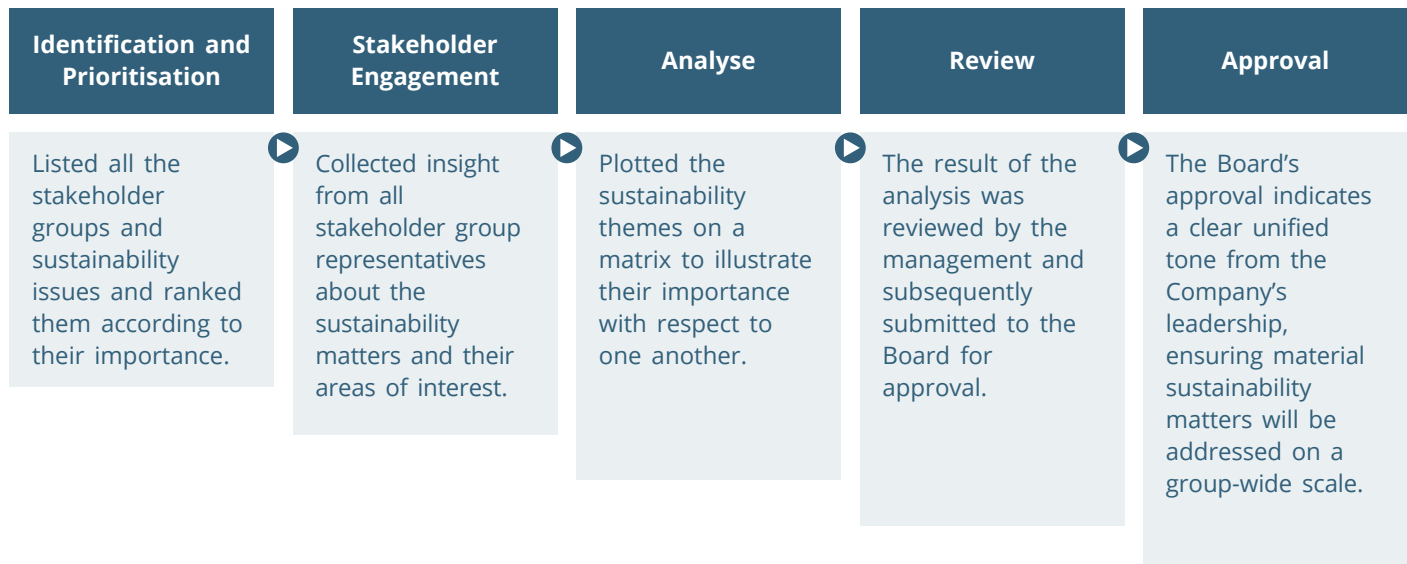 Identification and
Prioritisation
Listed all the
stakeholder
groups and
sustainability
issues and ranked
them according to
their importance.
Stakeholder
Engagement
Collected insight
from all
stakeholder group
representatives
about the
sustainability
matters and their
areas of interest.
Analyse
Plotted the
sustainability
themes on a
matrix to illustrate
their importance
with respect to
one another.
Review
The result of the
analysis was
reviewed by the
management and
subsequently
submitted to the
Board for
approval.
Approval
The Board’s
approval indicates
a clear unified
tone from the
Company’s
leadership,
ensuring material
sustainability
matters will be
addressed on a
group-wide scale.